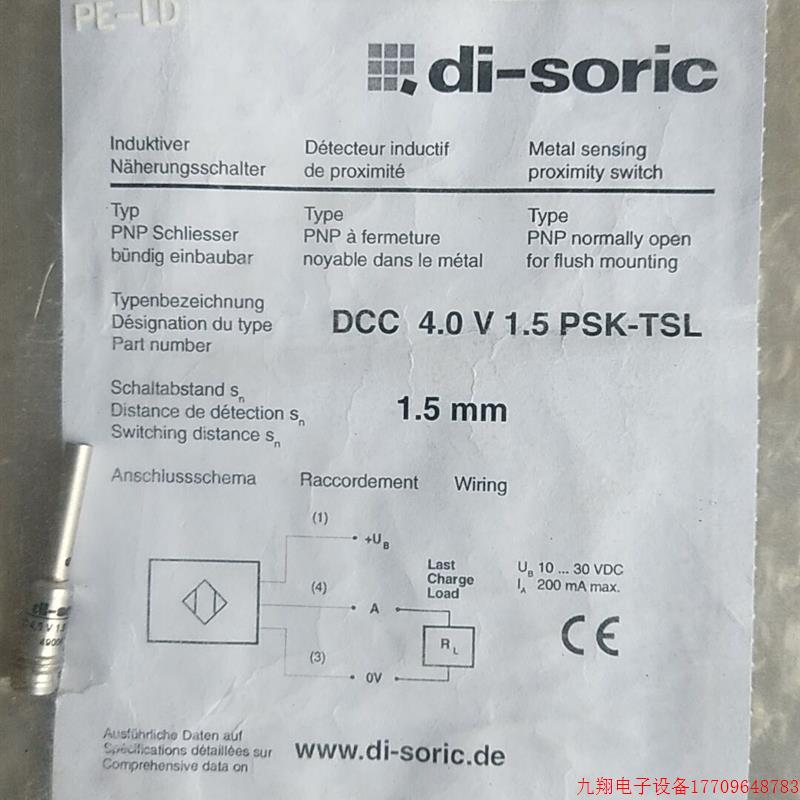 PE-LD
di-soric
Induktiver
Näherungsschalter
Détecteur inductif
de proximité
Metal sensing
proximity switch
Typ
PNP Schliesser
bündig einbaubar
Type
PNP à fermeture
noyable dans le métal
Type
PNP normally open
for flush mounting
Typenbezeichnung
Désignation du type
Part number
DCC 4.0 V 1.5 PSK-TSL
Schaltabstand sn
Distance de détection sn
Switching distance sn
1.5 mm
Anschlussschema
Raccordement
Wiring
(1)
+UB
(4)
A
(3)
0V
Last
Charge
Load
RL
UB 10 ... 30 VDC
IA 200 mA max.
CE
Ausführliche Daten auf
Spécifications détaillées sur
Comprehensive data on
www.di-soric.de
九翔电子设备17709648783